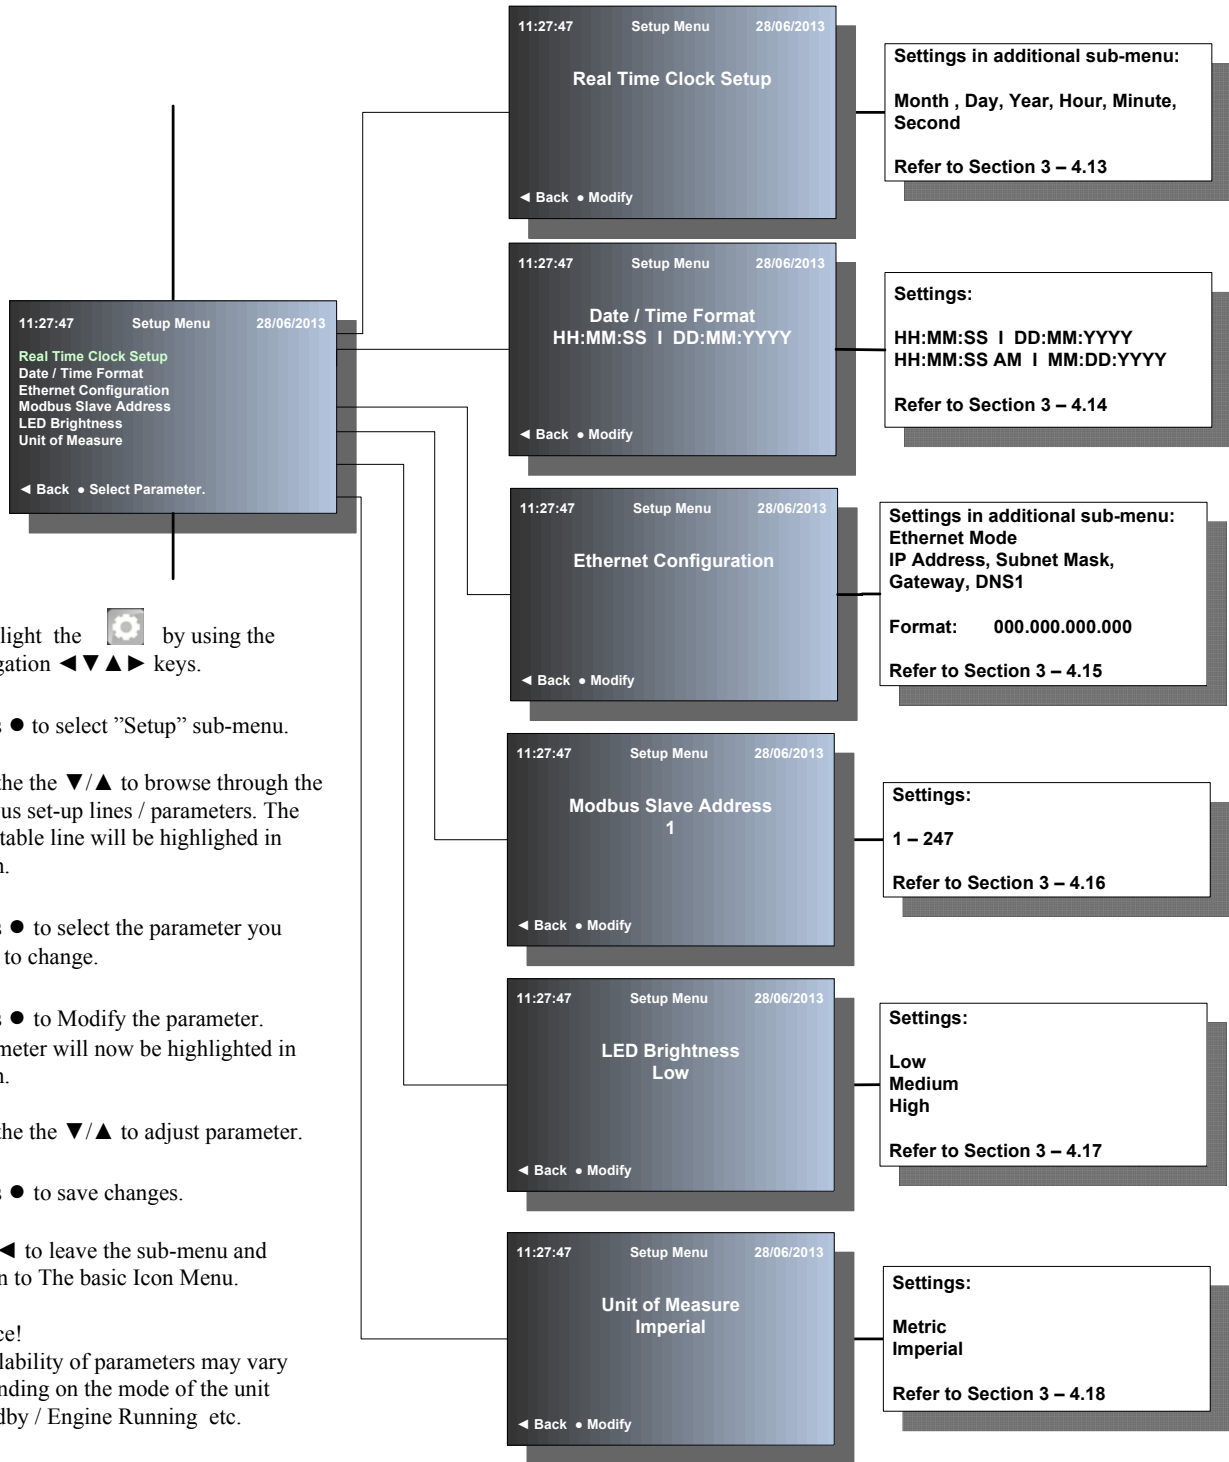 11:27:47 Setup Menu 28/06/2013
Real Time Clock Setup
Date / Time Format
Ethernet Configuration
Modbus Slave Address
LED Brightness
Unit of Measure
◄ Back ● Select Parameter.
light the by using the
gation ◄▼▲► keys.
s ● to select ”Setup” sub-menu.
the the ▼/▲ to browse through the
us set-up lines / parameters. The
table line will be highlighed in
n.
s ● to select the parameter you
to change.
s ● to Modify the parameter.
meter will now be highlighted in
n.
the the ▼/▲ to adjust parameter.
s ● to save changes.
◄ to leave the sub-menu and
n to The basic Icon Menu.
ce!
lability of parameters may vary
nding on the mode of the unit
dby / Engine Running etc.
11:27:47 Setup Menu 28/06/2013
Real Time Clock Setup
◄ Back ● Modify
Settings in additional sub-menu:
Month , Day, Year, Hour, Minute,
Second
Refer to Section 3 – 4.13
11:27:47 Setup Menu 28/06/2013
Date / Time Format
HH:MM:SS I DD:MM:YYYY
◄ Back ● Modify
Settings:
HH:MM:SS I DD:MM:YYYY
HH:MM:SS AM I MM:DD:YYYY
Refer to Section 3 – 4.14
11:27:47 Setup Menu 28/06/2013
Ethernet Configuration
◄ Back ● Modify
Settings in additional sub-menu:
Ethernet Mode
IP Address, Subnet Mask,
Gateway, DNS1
Format: 000.000.000.000
Refer to Section 3 – 4.15
11:27:47 Setup Menu 28/06/2013
Modbus Slave Address
1
◄ Back ● Modify
Settings:
1 – 247
Refer to Section 3 – 4.16
11:27:47 Setup Menu 28/06/2013
LED Brightness
Low
◄ Back ● Modify
Settings:
Low
Medium
High
Refer to Section 3 – 4.17
11:27:47 Setup Menu 28/06/2013
Unit of Measure
Imperial
◄ Back ● Modify
Settings:
Metric
Imperial
Refer to Section 3 – 4.18